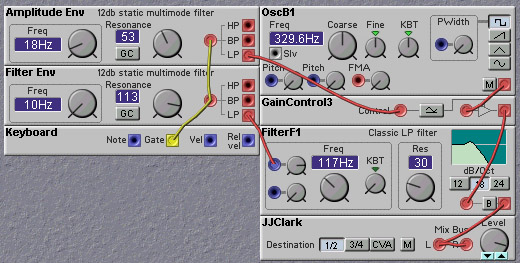 Amplitude Env 12db static multimode filter
Freq Resonance
18Hz 53
GC
HP
BP
LP
Filter Env 12db static multimode filter
Freq Resonance
10Hz 113
GC
HP
BP
LP
Keyboard Note Gate Vel Rel vel
OscB1
Freq Coarse Fine KBT PWidth
329.6Hz
Slv
Pitch Pitch FMA
M
GainControl3
Control
FilterF1 Classic LP filter
Freq KBT Res
117Hz 30
dB/Oct
12 18 24
B
JJClark
Mix Bus Level
Destination 1/2 3/4 CVA M L R